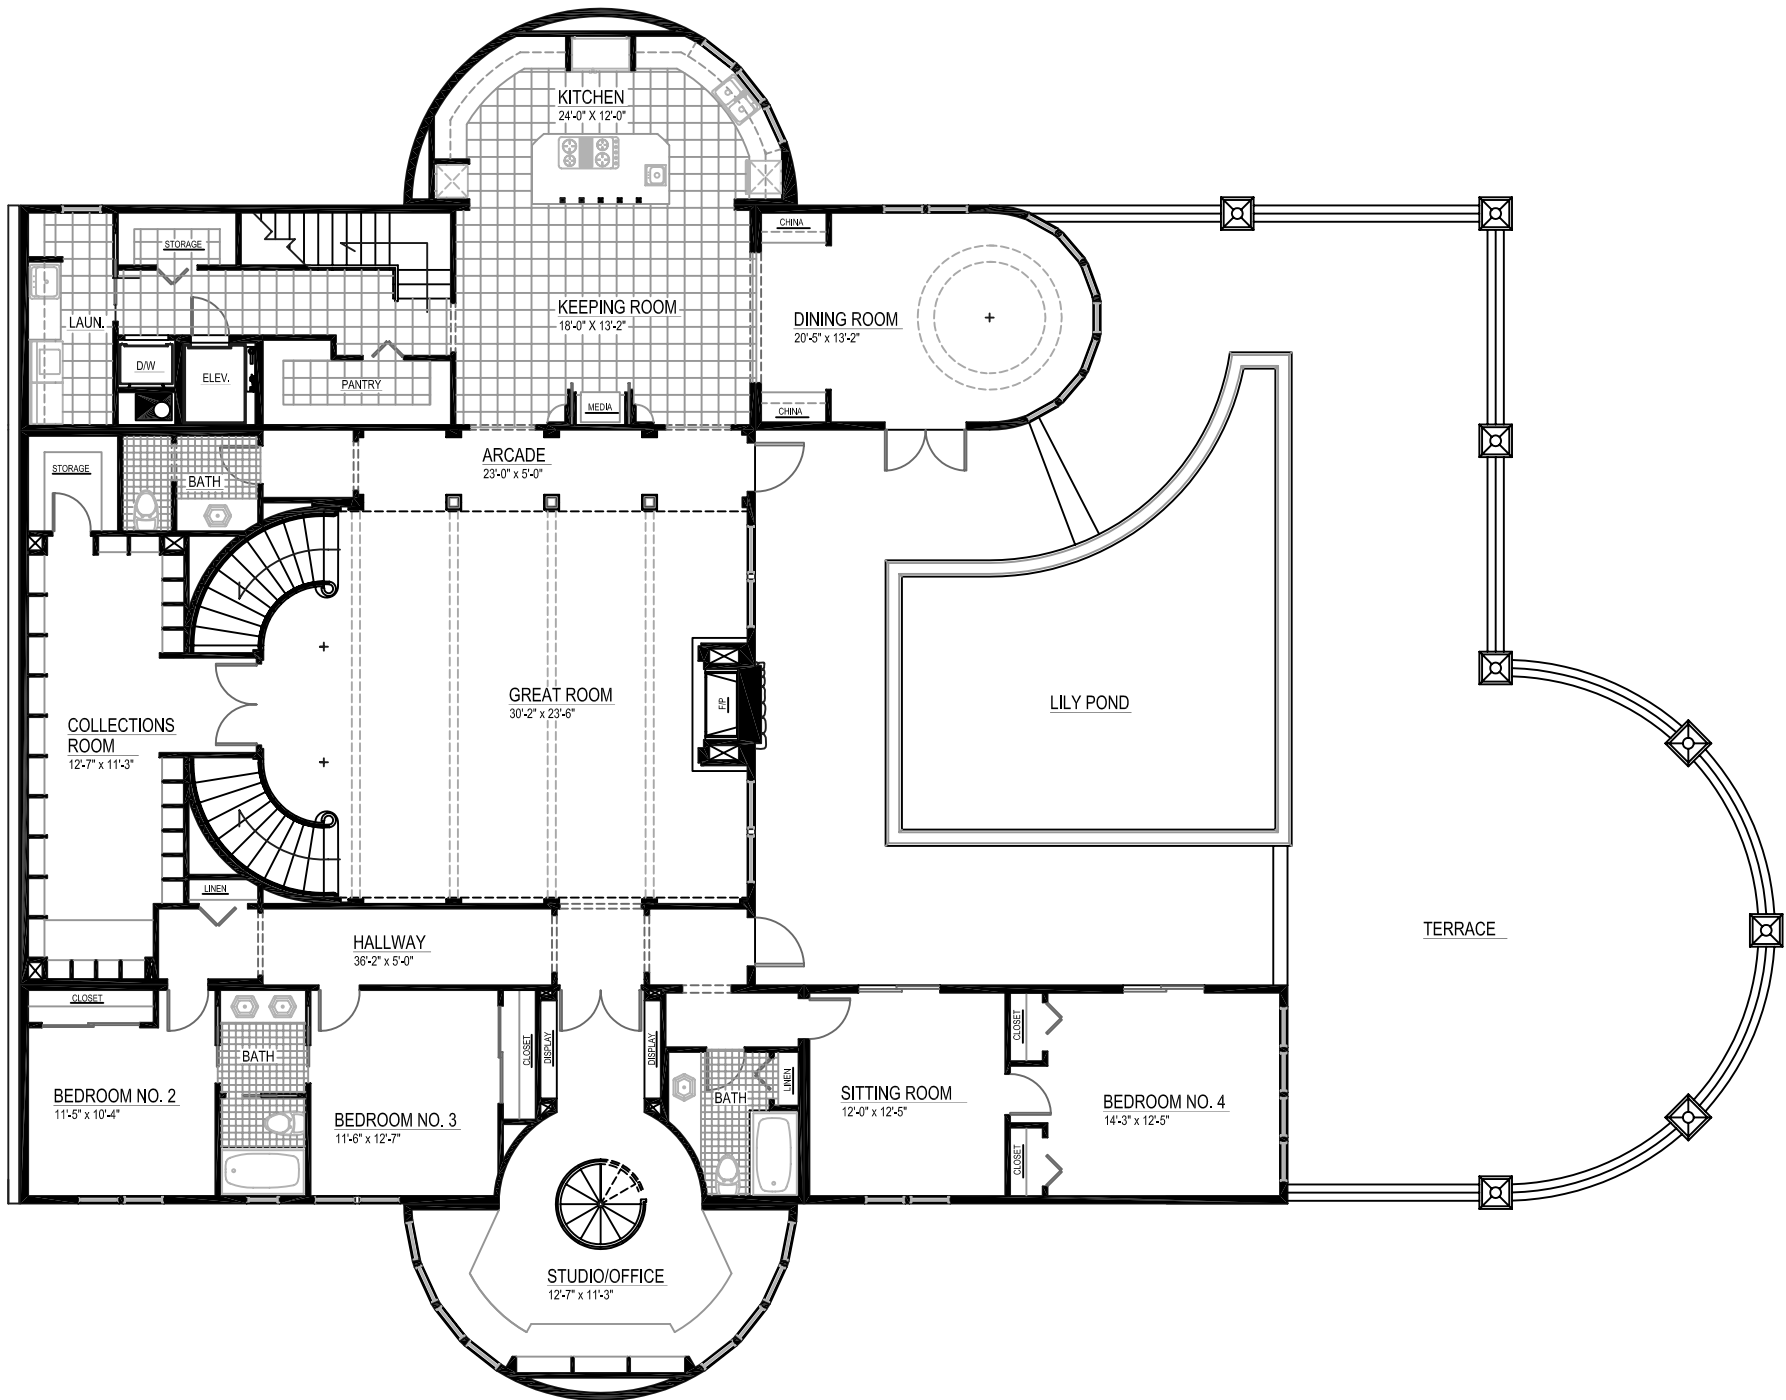 KITCHEN
24'-0" X 12'-0"
CHINA
STORAGE
KEEPING ROOM
18'-0" X 13'-2"
LAUN.
DINING ROOM
20'-5" x 13'-2"
D/W
ELEV.
PANTRY
MEDIA
CHINA
ARCADE
23'-0" x 5'-0"
STORAGE
BATH
GREAT ROOM
30'-2" x 23'-6"
F/P
LILY POND
COLLECTIONS
ROOM
12'-7" x 11'-3"
LINEN
TERRACE
HALLWAY
36'-2" x 5'-0"
CLOSET
CLOSET
DISPLAY
DISPLAY
CLOSET
BATH
BEDROOM NO. 2
11'-5" x 10'-4"
BEDROOM NO. 3
11'-6" x 12'-7"
BATH
LINEN
SITTING ROOM
12'-0" x 12'-5"
BEDROOM NO. 4
14'-3" x 12'-5"
CLOSET
STUDIO/OFFICE
12'-7" x 11'-3"